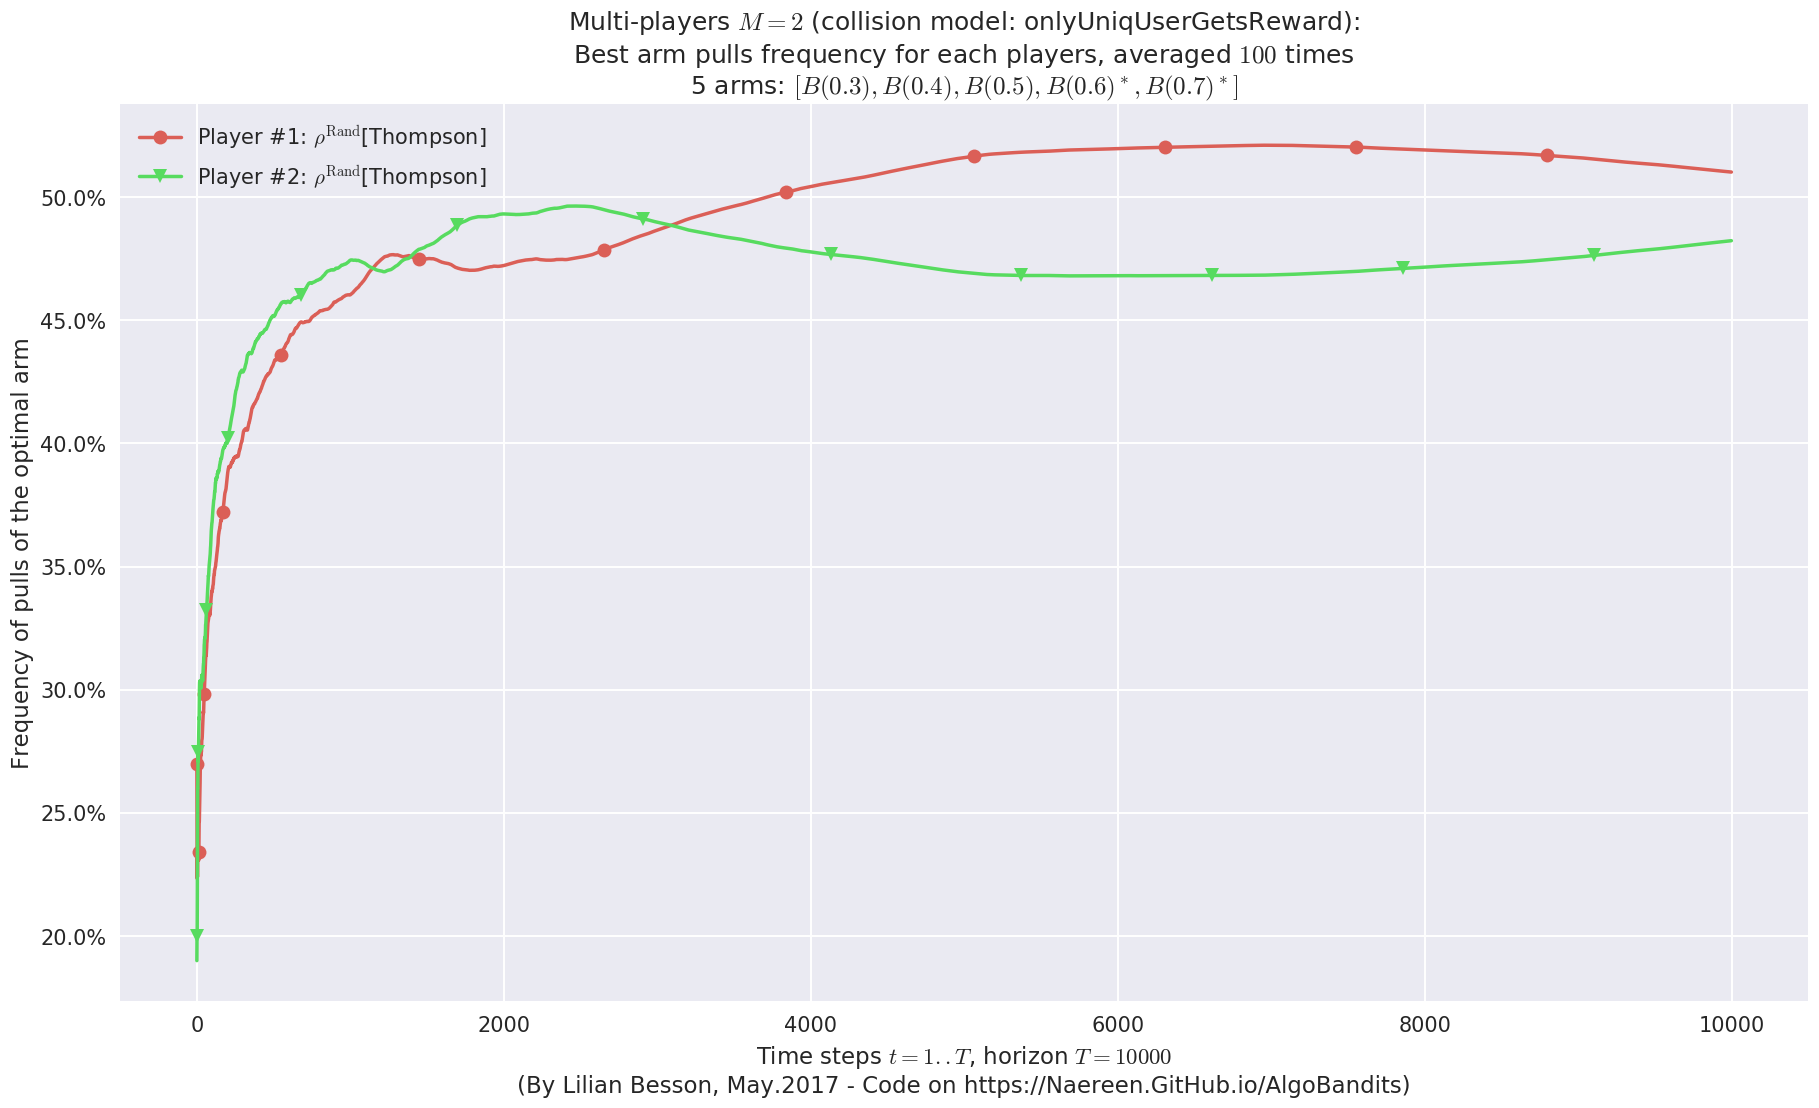 Multi-players M = 2 (collision model: onlyUniqUserGetsReward):
Best arm pulls frequency for each players, averaged 100 times
5 arms: [B(0.3), B(0.4), B(0.5), B(0.6)*, B(0.7)*]
Player #1: ρ^Rand[Thompson]
Player #2: ρ^Rand[Thompson]
Frequency of pulls of the optimal arm
50.0%
45.0%
40.0%
35.0%
30.0%
25.0%
20.0%
0 2000 4000 6000 8000 10000
Time steps t = 1..T, horizon T = 10000
(By Lilian Besson, May.2017 - Code on https://Naereen.GitHub.io/AlgoBandits)